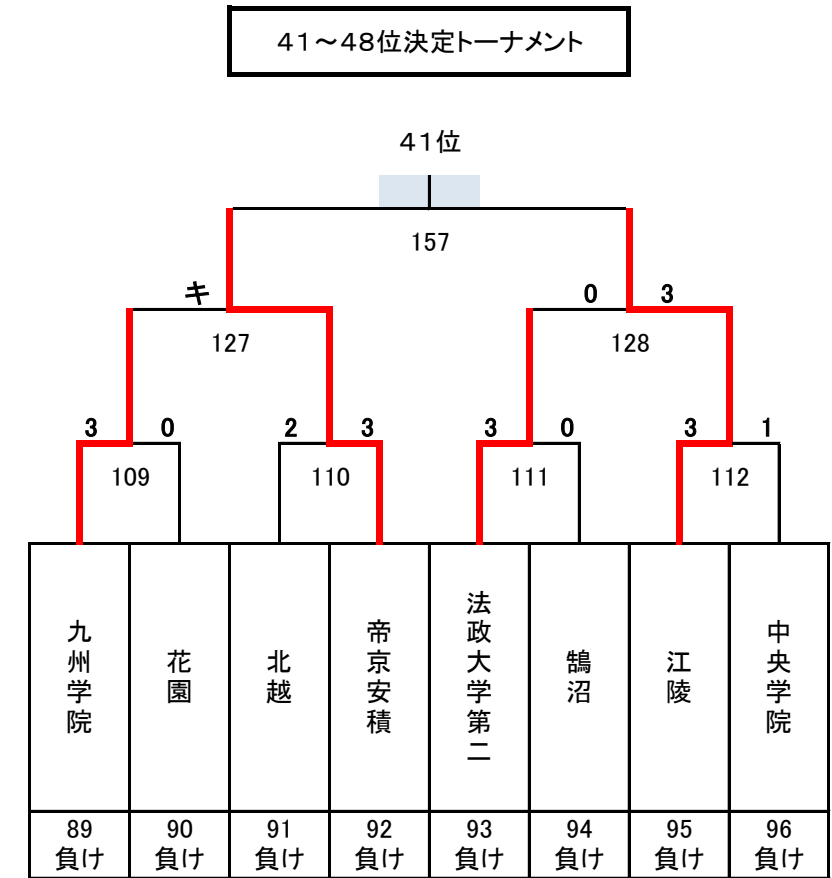 41～48位決定トーナメント
41位
157
キ
0 3
127
128
3 0 2 3 3 0 3 1
109 110 111 112
九州学院
花園
北越
帝京安積
法政大学第二
鵠沼
江陵
中央学院
89 90 91 92 93 94 95 96
負け 負け 負け 負け 負け 負け 負け 負け